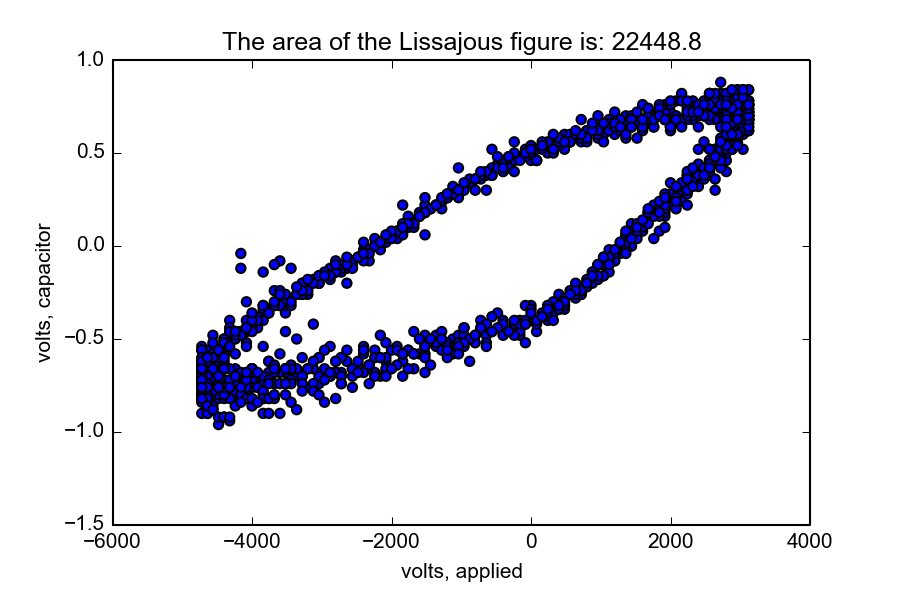 The area of the Lissajous figure is: 22448.8
1.0
0.5
0.0
−0.5
−1.0
−1.5
volts, capacitor
−6000 −4000 −2000 0 2000 4000
volts, applied